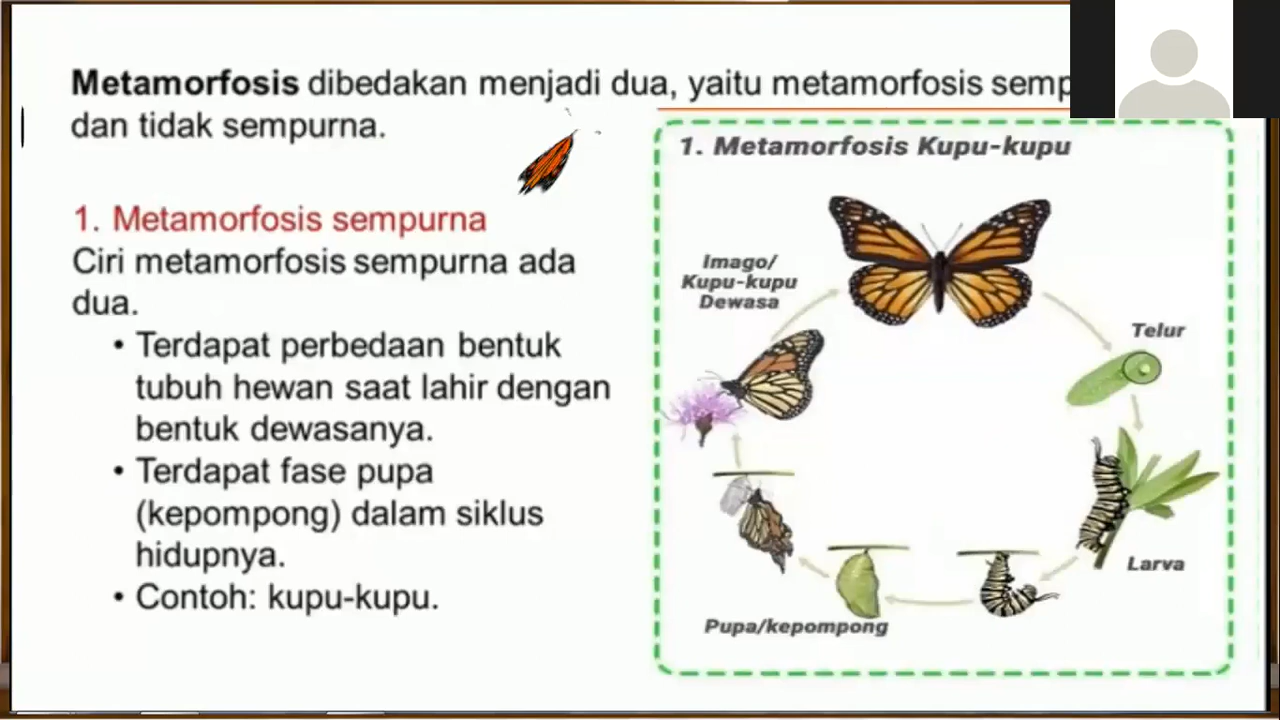 Metamorfosis dibedakan menjadi dua, yaitu metamorfosis
dan tidak sempurna.
1. Metamorfosis sempurna
Ciri metamorfosis sempurna ada
dua.
• Terdapat perbedaan bentuk
tubuh hewan saat lahir dengan
bentuk dewasanya.
• Terdapat fase pupa
(kepompong) dalam siklus
hidupnya.
• Contoh: kupu-kupu.
1. Metamorfosis Kupu-kupu
Imago/
Kupu-kupu
Dewasa
Telur
Larva
Pupa/kepompong